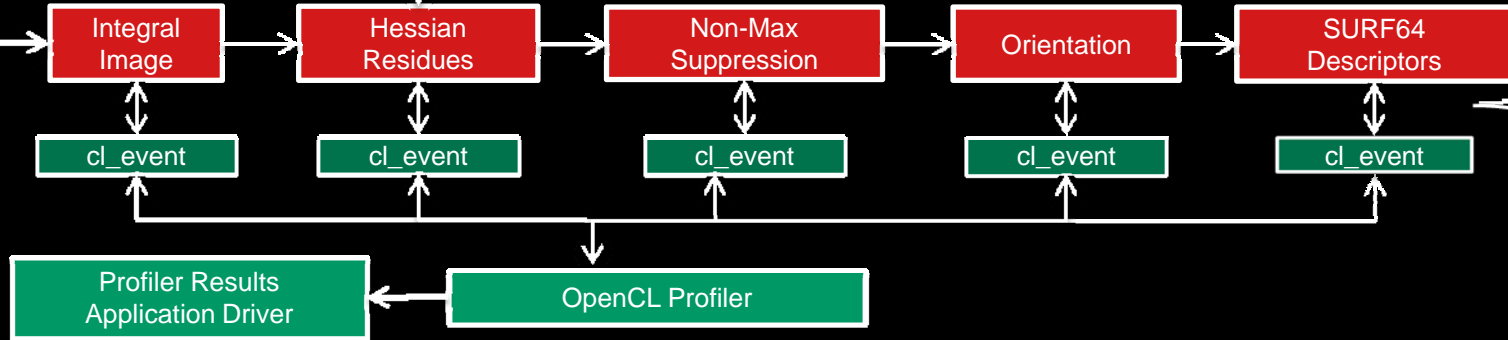 Integral
Image
Hessian
Residues
Non-Max
Suppression
Orientation
SURF64
Descriptors
cl_event
cl_event
cl_event
cl_event
cl_event
Profiler Results
Application Driver
OpenCL Profiler